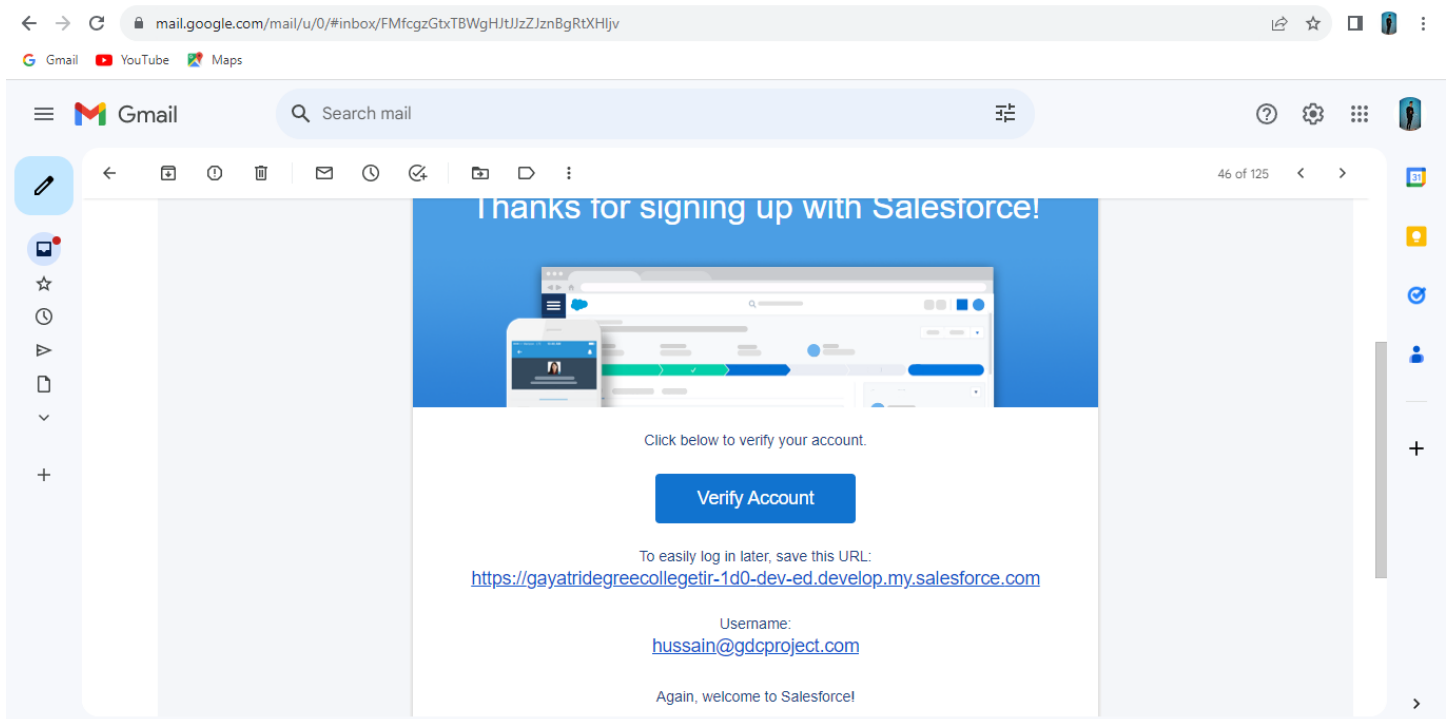 mail.google.com/mail/u/0/#inbox/FMfcgzGtxTBWgHJtJJzZJznBgRtXHljv
Gmail YouTube Maps
Gmail
Search mail
46 of 125
31
Thanks for signing up with Salesforce!
Click below to verify your account.
Verify Account
To easily log in later, save this URL:
https://gayatridegreecollegetir-1d0-dev-ed.develop.my.salesforce.com
Username:
hussain@gdcproject.com
Again, welcome to Salesforce!